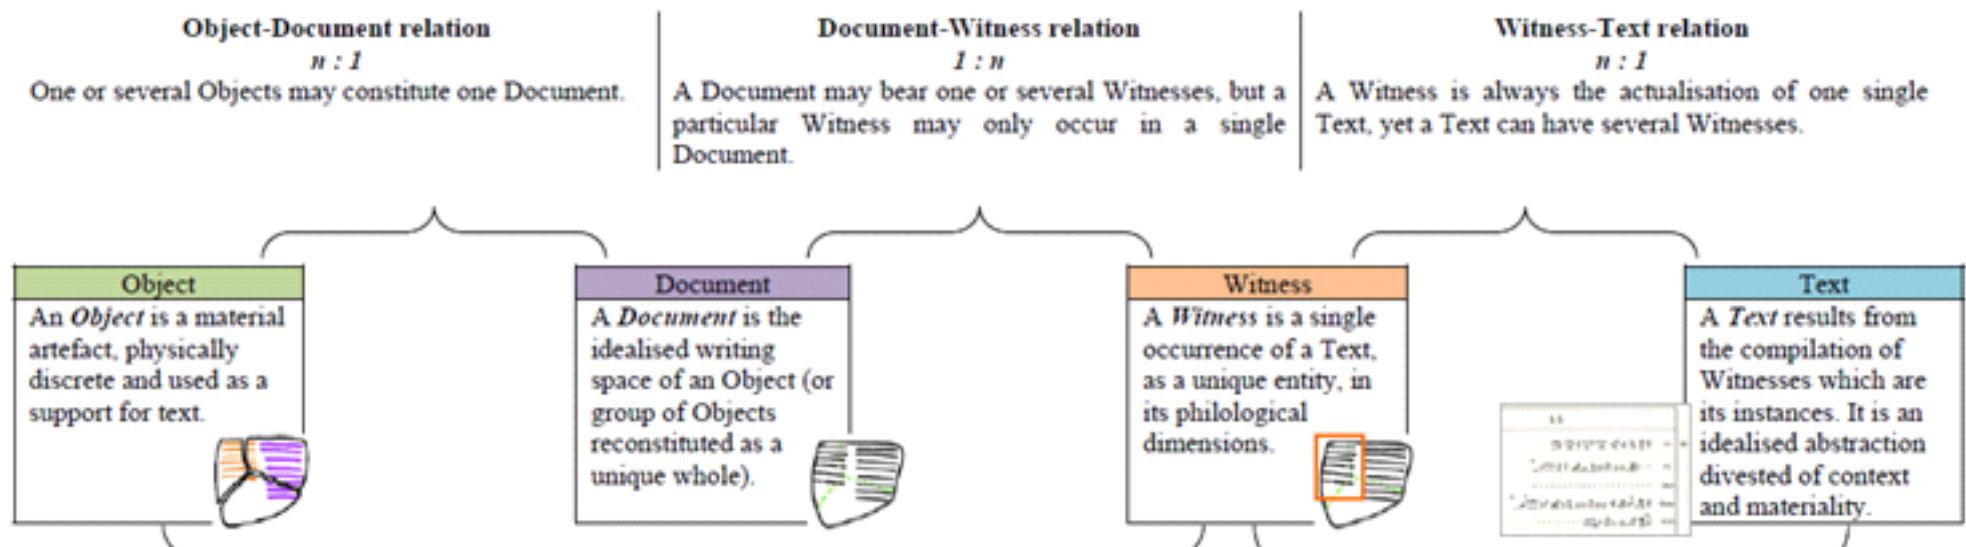 Object-Document relation
n : 1
One or several Objects may constitute one Document.
Document-Witness relation
1 : n
A Document may bear one or several Witnesses, but a
particular Witness may only occur in a single
Document.
Witness-Text relation
n : 1
A Witness is always the actualisation of one single
Text, yet a Text can have several Witnesses.
Object
An Object is a material
artefact, physically
discrete and used as a
support for text.
Document
A Document is the
idealised writing
space of an Object (or
group of Objects
reconstituted as a
unique whole).
Witness
A Witness is a single
occurrence of a Text,
as a unique entity, in
its philological
dimensions.
Text
A Text results from
the compilation of
Witnesses which are
its instances. It is an
idealised abstraction
divested of context
and materiality.